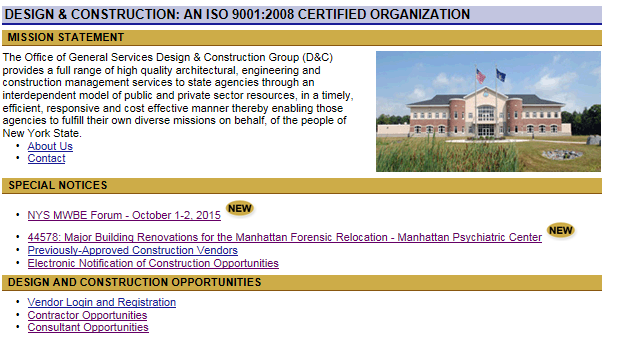 DESIGN & CONSTRUCTION: AN ISO 9001:2008 CERTIFIED ORGANIZATION
MISSION STATEMENT
The Office of General Services Design & Construction Group (D&C)
provides a full range of high quality architectural, engineering and
construction management services to state agencies through an
interdependent model of public and private sector resources, in a timely,
efficient, responsive and cost effective manner thereby enabling those
agencies to fulfill their own diverse missions on behalf, of the people of
New York State.
• About Us
• Contact
SPECIAL NOTICES
• NYS MWBE Forum - October 1-2, 2015 NEW
• 44578: Major Building Renovations for the Manhattan Forensic Relocation - Manhattan Psychiatric Center NEW
• Previously-Approved Construction Vendors
• Electronic Notification of Construction Opportunities
DESIGN AND CONSTRUCTION OPPORTUNITIES
• Vendor Login and Registration
• Contractor Opportunities
• Consultant Opportunities